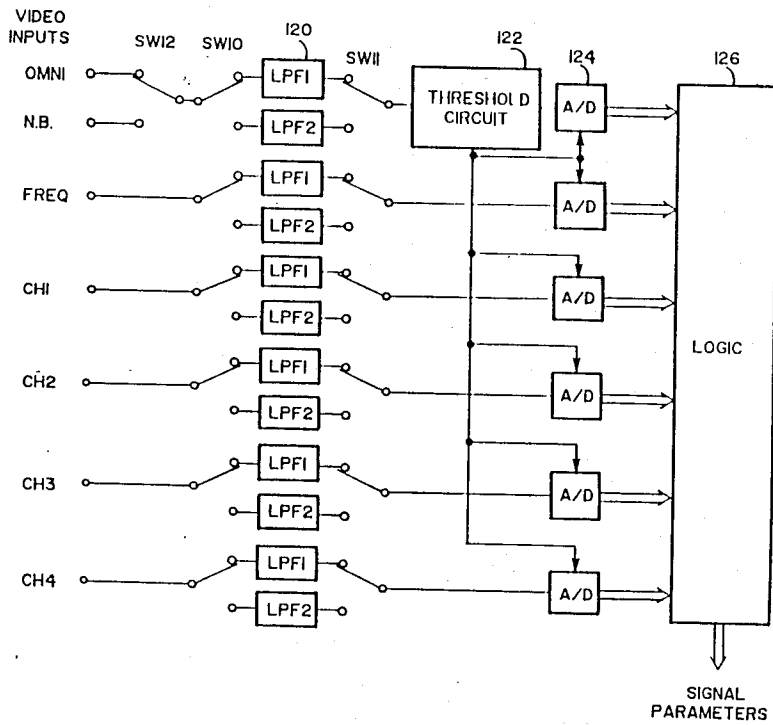 VIDEO
INPUTS
SW12
SW10
120
SW11
122
124
126
OMNI
LPF1
THRESHOLD
CIRCUIT
A/D
N.B.
LPF2
FREQ
LPF1
A/D
LPF2
CH1
LPF1
A/D
LPF2
LOGIC
CH2
LPF1
A/D
LPF2
CH3
LPF1
A/D
LPF2
CH4
LPF1
A/D
LPF2
SIGNAL
PARAMETERS